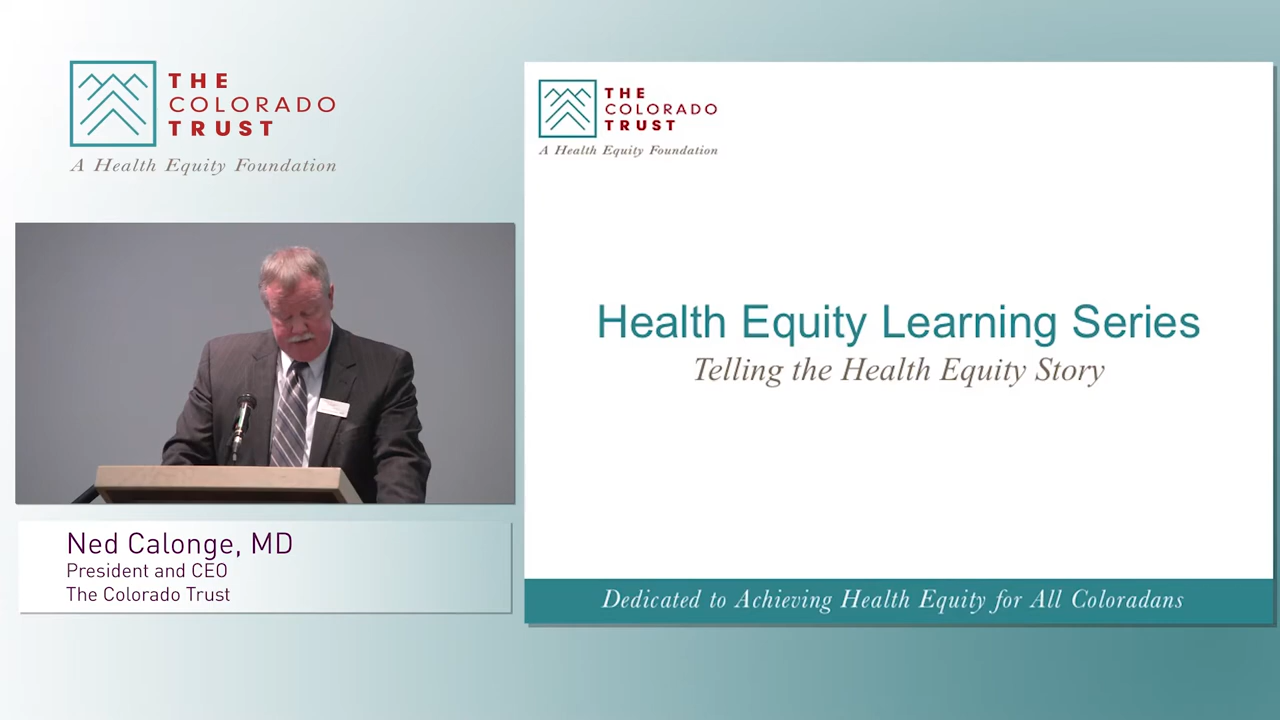 THE
COLORADO
TRUST
A Health Equity Foundation
Ned Calonge, MD
President and CEO
The Colorado Trust
THE
COLORADO
TRUST
A Health Equity Foundation
Health Equity Learning Series
Telling the Health Equity Story
Dedicated to Achieving Health Equity for All Coloradans